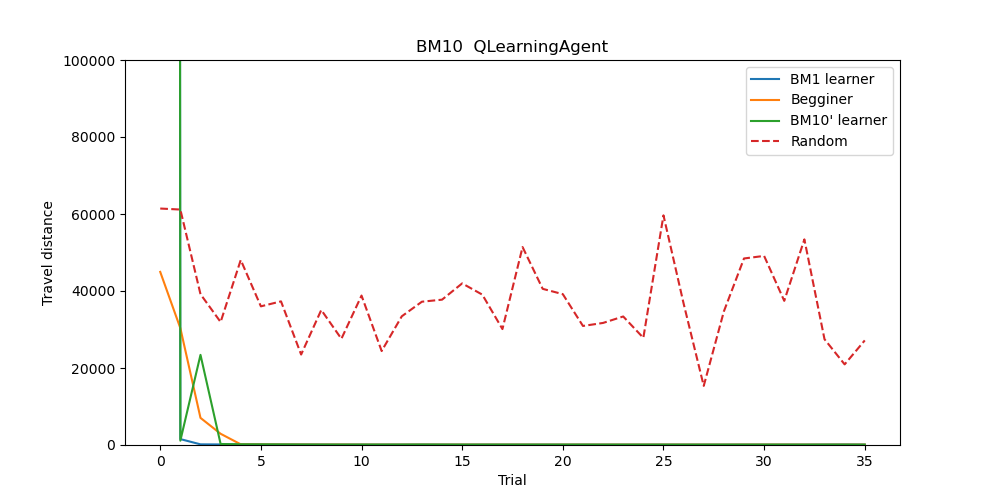 BM10  QLearningAgent
100000
80000
60000
40000
20000
0
Travel distance
BM1 learner
Begginer
BM10' learner
Random
0 5 10 15 20 25 30 35
Trial